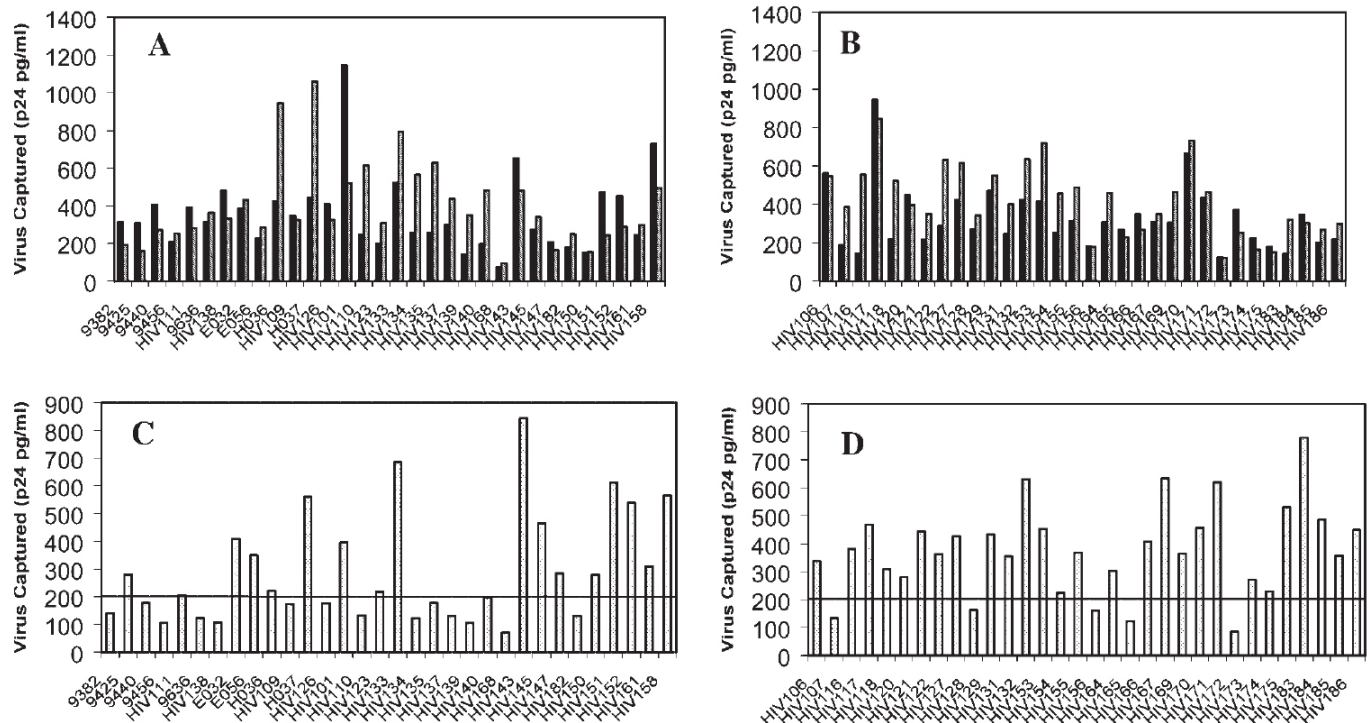 Virus Captured (p24 pg/ml)
1400
1200
1000
800
600
400
200
0
A
9382
9425
9440
9456
HIV111
9636
HIV138
E032
E056
H036
HIV109
H037
HIV126
HIV101
HIV110
HIV123
HIV133
HIV134
HIV135
HIV137
HIV139
HIV140
HIV168
HIV143
HIV145
HIV147
HIV182
HIV150
HIV151
HIV152
HIV161
HIV158
Virus Captured (p24 pg/ml)
1400
1200
1000
800
600
400
200
0
B
HIV106
HIV107
HIV116
HIV117
HIV118
HIV120
HIV121
HIV122
HIV127
HIV128
HIV129
HIV131
HIV132
HIV153
HIV154
HIV155
HIV156
HIV164
HIV165
HIV166
HIV167
HIV169
HIV170
HIV171
HIV172
HIV173
HIV174
HIV175
HIV183
HIV184
HIV185
HIV186
Virus Captured (p24 pg/ml)
900
800
700
600
500
400
300
200
100
0
C
9382
9425
9440
9456
HIV111
9636
HIV138
E032
E056
H036
HIV109
H037
HIV126
HIV101
HIV110
HIV123
HIV133
HIV134
HIV135
HIV137
HIV139
HIV140
HIV168
HIV143
HIV145
HIV147
HIV182
HIV150
HIV151
HIV152
HIV161
HIV158
Virus Captured (p24 pg/ml)
900
800
700
600
500
400
300
200
100
0
D
HIV106
HIV107
HIV116
HIV117
HIV118
HIV120
HIV121
HIV122
HIV127
HIV128
HIV129
HIV131
HIV132
HIV153
HIV154
HIV155
HIV156
HIV164
HIV165
HIV166
HIV167
HIV169
HIV170
HIV171
HIV172
HIV173
HIV174
HIV175
HIV183
HIV184
HIV185
HIV186